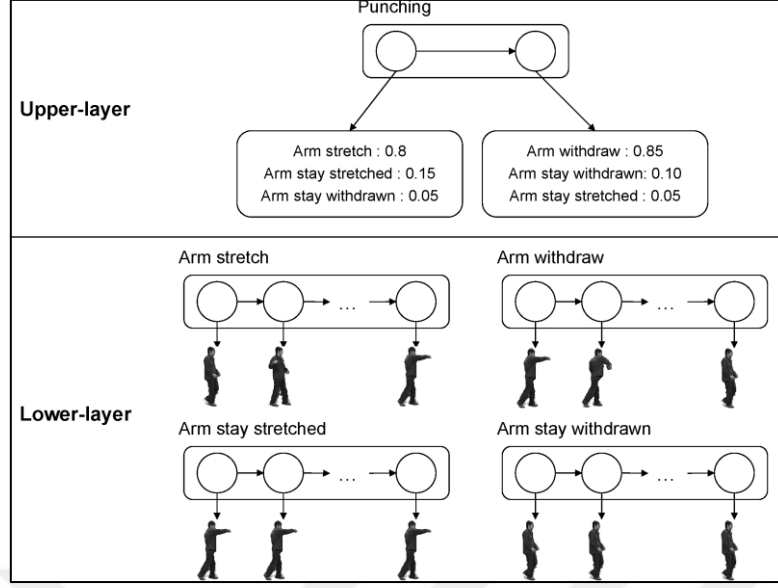 Punching
Upper-layer
Arm stretch : 0.8
Arm stay stretched : 0.15
Arm stay withdrawn : 0.05
Arm withdraw : 0.85
Arm stay withdrawn: 0.10
Arm stay stretched : 0.05
Lower-layer
Arm stretch
...
Arm withdraw
...
Arm stay stretched
...
Arm stay withdrawn
...